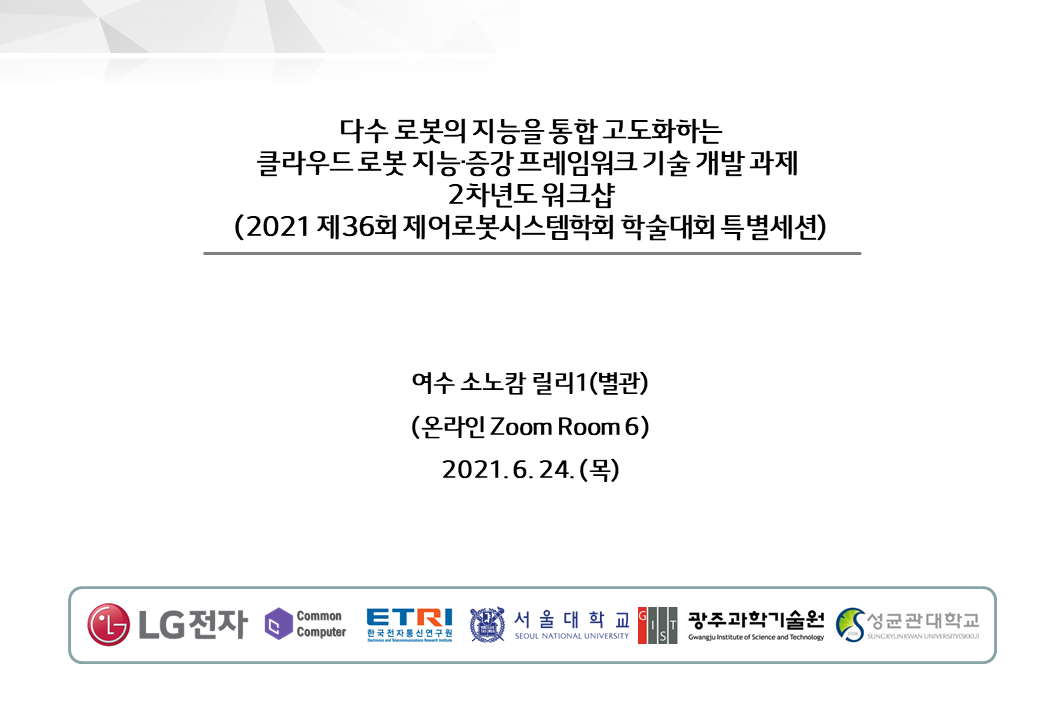 다수 로봇의 지능을 통합 고도화하는
클라우드 로봇 지능·증강 프레임워크 기술 개발 과제
2차년도 워크샵
(2021 제36회 제어로봇시스템학회 학술대회 특별세션)
여수 소노캄 릴리1(별관)
(온라인 Zoom Room 6)
2021. 6. 24. (목)
LG전자
Common
Computer
ETRI
한국전자통신연구원
Electronics and Telecommunications Research Institute
서울대학교
SEOUL NATIONAL UNIVERSITY
GIST
광주과학기술원
Gwangju Institute of Science and Technology
성균관대학교
SUNGKYUNKWAN UNIVERSITY(SKKU)